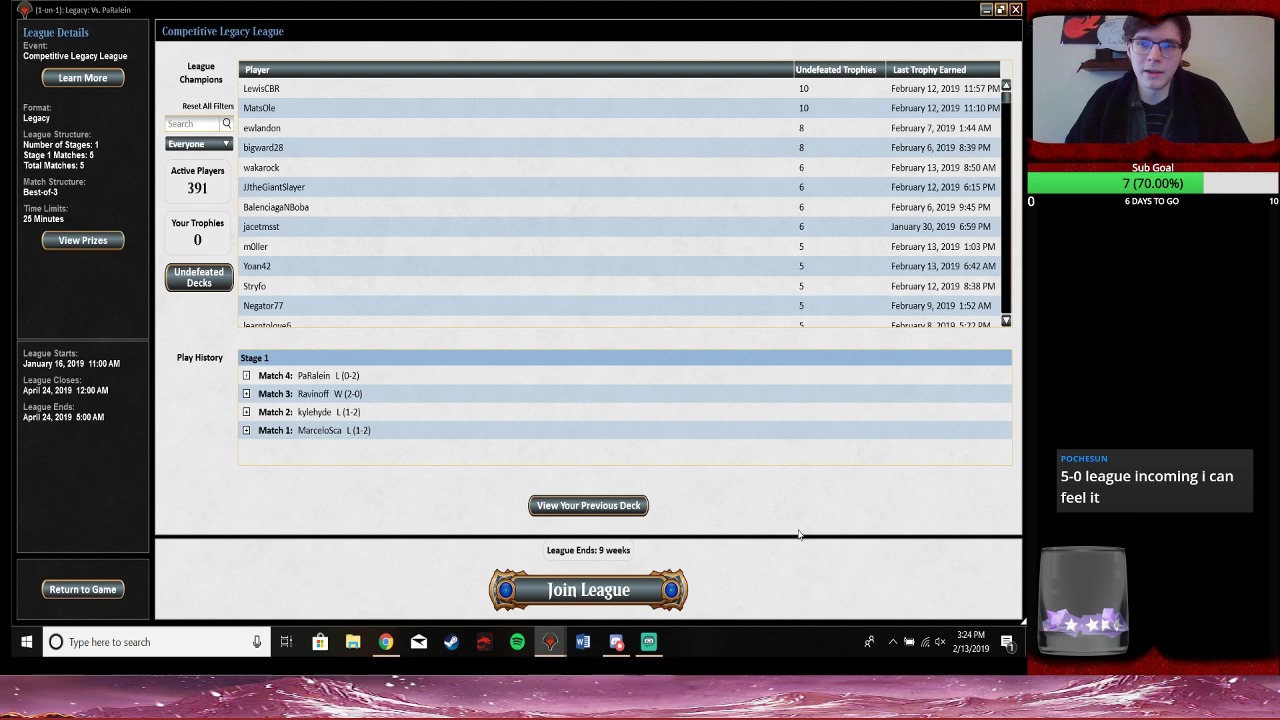 (1-on-1): Legacy: Vs. PaRalein
League Details
Event:
Competitive Legacy League
Learn More
Format:
Legacy
League Structure:
Number of Stages: 1
Stage 1 Matches: 5
Total Matches: 5
Match Structure:
Best-of-3
Time Limits:
25 Minutes
View Prizes
League Starts:
January 16, 2019 11:00 AM
League Closes:
April 24, 2019 12:00 AM
League Ends:
April 24, 2019 5:00 AM
Return to Game
Competitive Legacy League
League
Champions
Reset All Filters
Search
Everyone
Active Players
391
Your Trophies
0
Undefeated
Decks
Player Undefeated Trophies Last Trophy Earned
LewisCBR 10 February 12, 2019 11:57 PM
MatsOle 10 February 12, 2019 11:10 PM
ewlandon 8 February 7, 2019 1:44 AM
bigward28 8 February 6, 2019 8:39 PM
wakarock 6 February 13, 2019 8:50 AM
JJtheGiantSlayer 6 February 12, 2019 6:15 PM
BalenciagaNBoba 6 February 6, 2019 9:45 PM
jacetmsst 6 January 30, 2019 6:59 PM
m0ller 5 February 13, 2019 1:03 PM
Yoan42 5 February 13, 2019 6:42 AM
Stryfo 5 February 12, 2019 8:38 PM
Negator77 5 February 9, 2019 1:52 AM
learntolove6 5 February 8, 2019 5:22 PM
Play History
Stage 1
Match 4: PaRalein L (0-2)
Match 3: Ravinoff W (2-0)
Match 2: kylehyde L (1-2)
Match 1: MarceloSca L (1-2)
View Your Previous Deck
League Ends: 9 weeks
Join League
Type here to search
3:24 PM
2/13/2019
1
Sub Goal
7 (70.00%)
0 6 DAYS TO GO 10
POCHESUN
5-0 league incoming i can
feel it